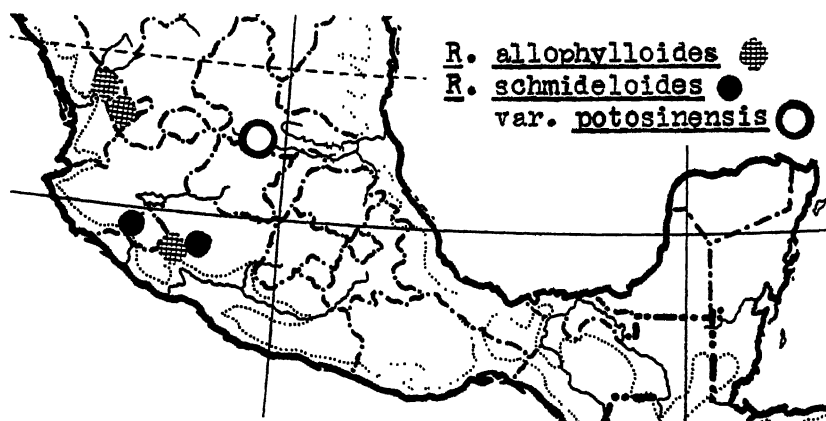 R. allophylloides
R. schmideloides
var. potosinensis